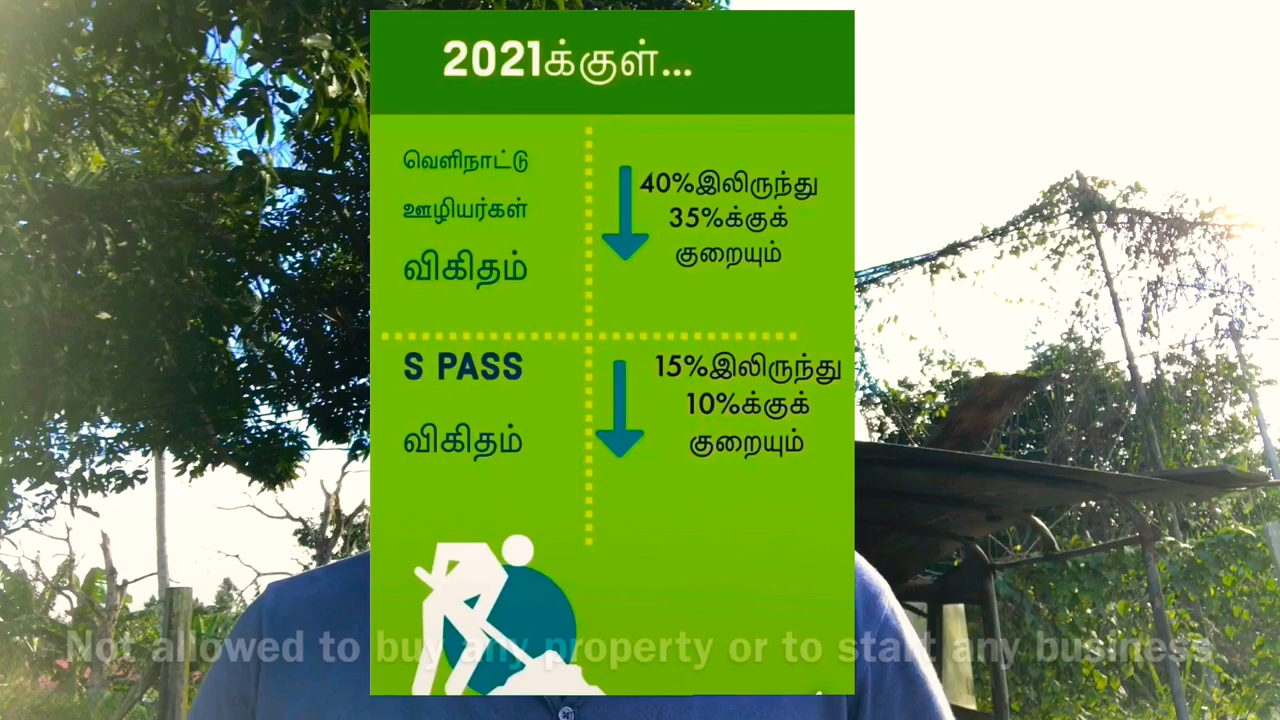 2021க்குள்...
வெளிநாட்டு
ஊழியர்கள்
விகிதம்
40%இலிருந்து
35%க்குக்
குறையும்
S PASS
விகிதம்
15%இலிருந்து
10%க்குக்
குறையும்
Not allowed to buy any property or to start any business